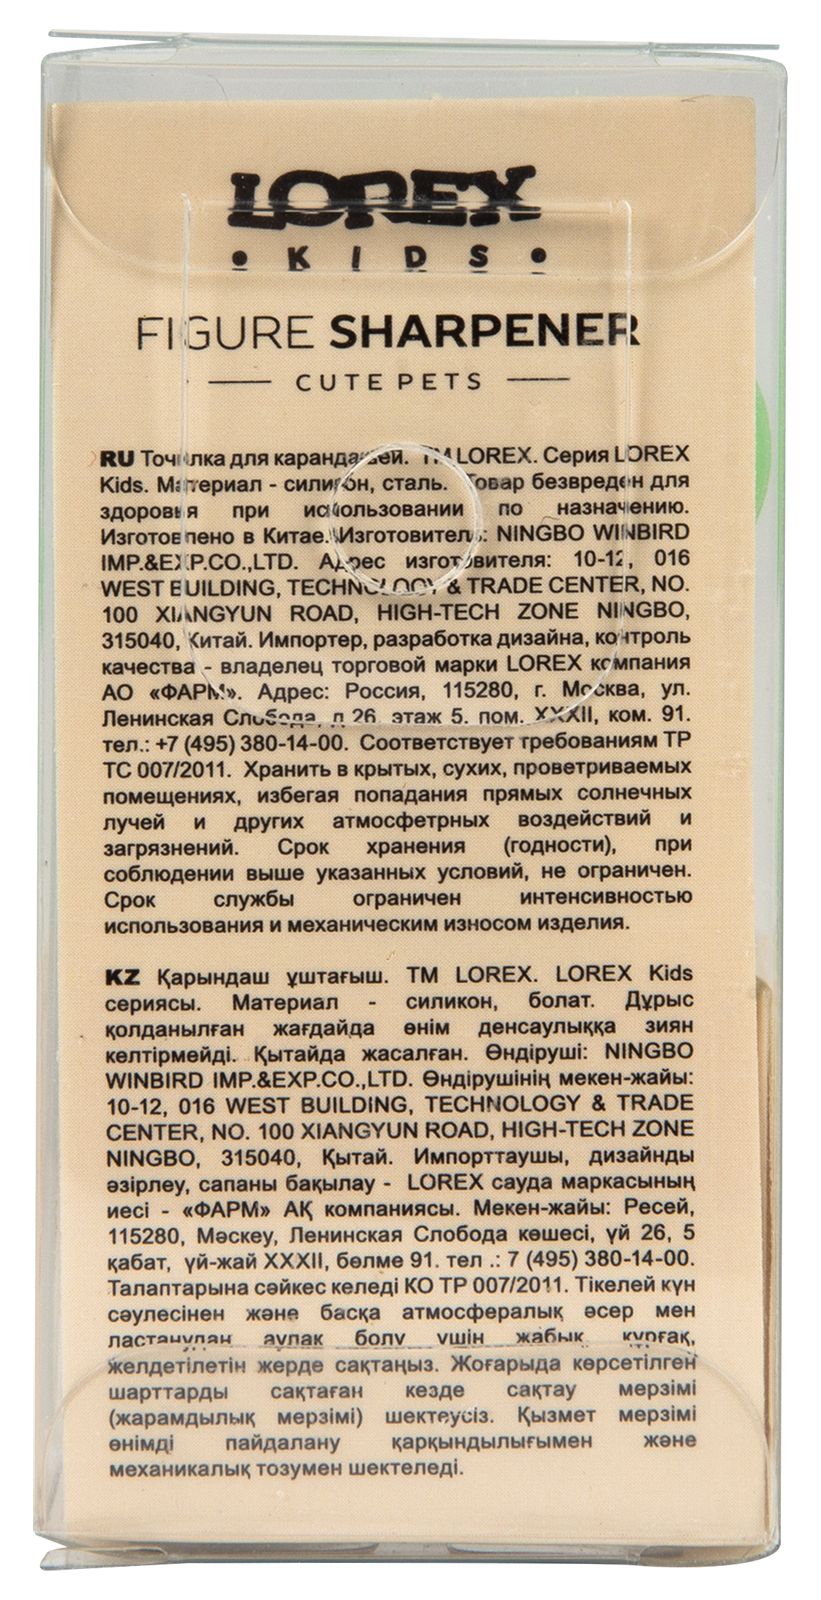 LOREX
• KIDS •
FIGURE SHARPENER
CUTE PETS
RU Точилка для карандашей. TM LOREX. Серия LOREX
Kids. Материал - силикон, сталь. Товар безвреден для
здоровья при использовании по назначению.
Изготовлено в Китае. Изготовитель: NINGBO WINBIRD
IMP.&EXP.CO.,LTD. Адрес изготовителя: 10-12, 016
WEST BUILDING, TECHNOLOGY & TRADE CENTER, NO.
100 XIANGYUN ROAD, HIGH-TECH ZONE NINGBO,
315040, Китай. Импортер, разработка дизайна, контроль
качества - владелец торговой марки LOREX компания
АО «ФАРМ». Адрес: Россия, 115280, г. Москва, ул.
Ленинская Слобода, д 26, этаж 5. пом. XXXII, ком. 91.
тел.: +7 (495) 380-14-00. Соответствует требованиям ТР
ТС 007/2011. Хранить в крытых, сухих, проветриваемых
помещениях, избегая попадания прямых солнечных
лучей и других атмосфетрных воздействий и
загрязнений. Срок хранения (годности), при
соблюдении выше указанных условий, не ограничен.
Срок службы ограничен интенсивностью
использования и механическим износом изделия.
KZ Қарындаш ұштағыш. TM LOREX. LOREX Kids
сериясы. Материал - силикон, болат. Дұрыс
қолданылған жағдайда өнім денсаулыққа зиян
келтірмейді. Қытайда жасалған. Өндіруші: NINGBO
WINBIRD IMP.&EXP.CO.,LTD. Өндірушінің мекен-жайы:
10-12, 016 WEST BUILDING, TECHNOLOGY & TRADE
CENTER, NO. 100 XIANGYUN ROAD, HIGH-TECH ZONE
NINGBO, 315040, Қытай. Импорттаушы, дизайнды
әзірлеу, сапаны бақылау - LOREX сауда маркасының
иесі - «ФАРМ» АҚ компаниясы. Мекен-жайы: Ресей,
115280, Мәскеу, Ленинская Слобода көшесі, үй 26, 5
қабат, үй-жай XXXII, бөлме 91. тел .: 7 (495) 380-14-00.
Талаптарына сәйкес келеді КО ТР 007/2011. Тікелей күн
сәулесінен және басқа атмосфералық әсер мен
ластанудан аулақ болу үшін жабық, құрғақ,
желдетілетін жерде сақтаңыз. Жоғарыда көрсетілген
шарттарды сақтаған кезде сақтау мерзімі
(жарамдылық мерзімі) шектеусіз. Қызмет мерзімі
өнімді пайдалану қарқындылығымен және
механикалық тозумен шектеледі.